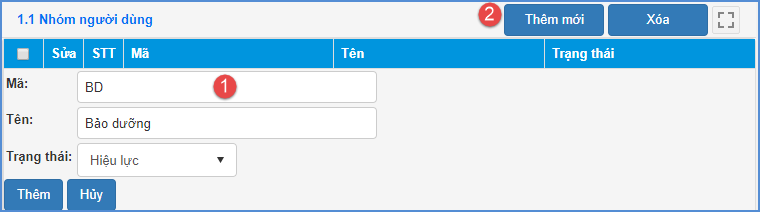 1.1 Nhóm người dùng 2 Thêm mới Xóa
Sửa STT Mã Tên Trạng thái
Mã: BD 1
Tên: Bảo dưỡng
Trạng thái: Hiệu lực
Thêm Hủy